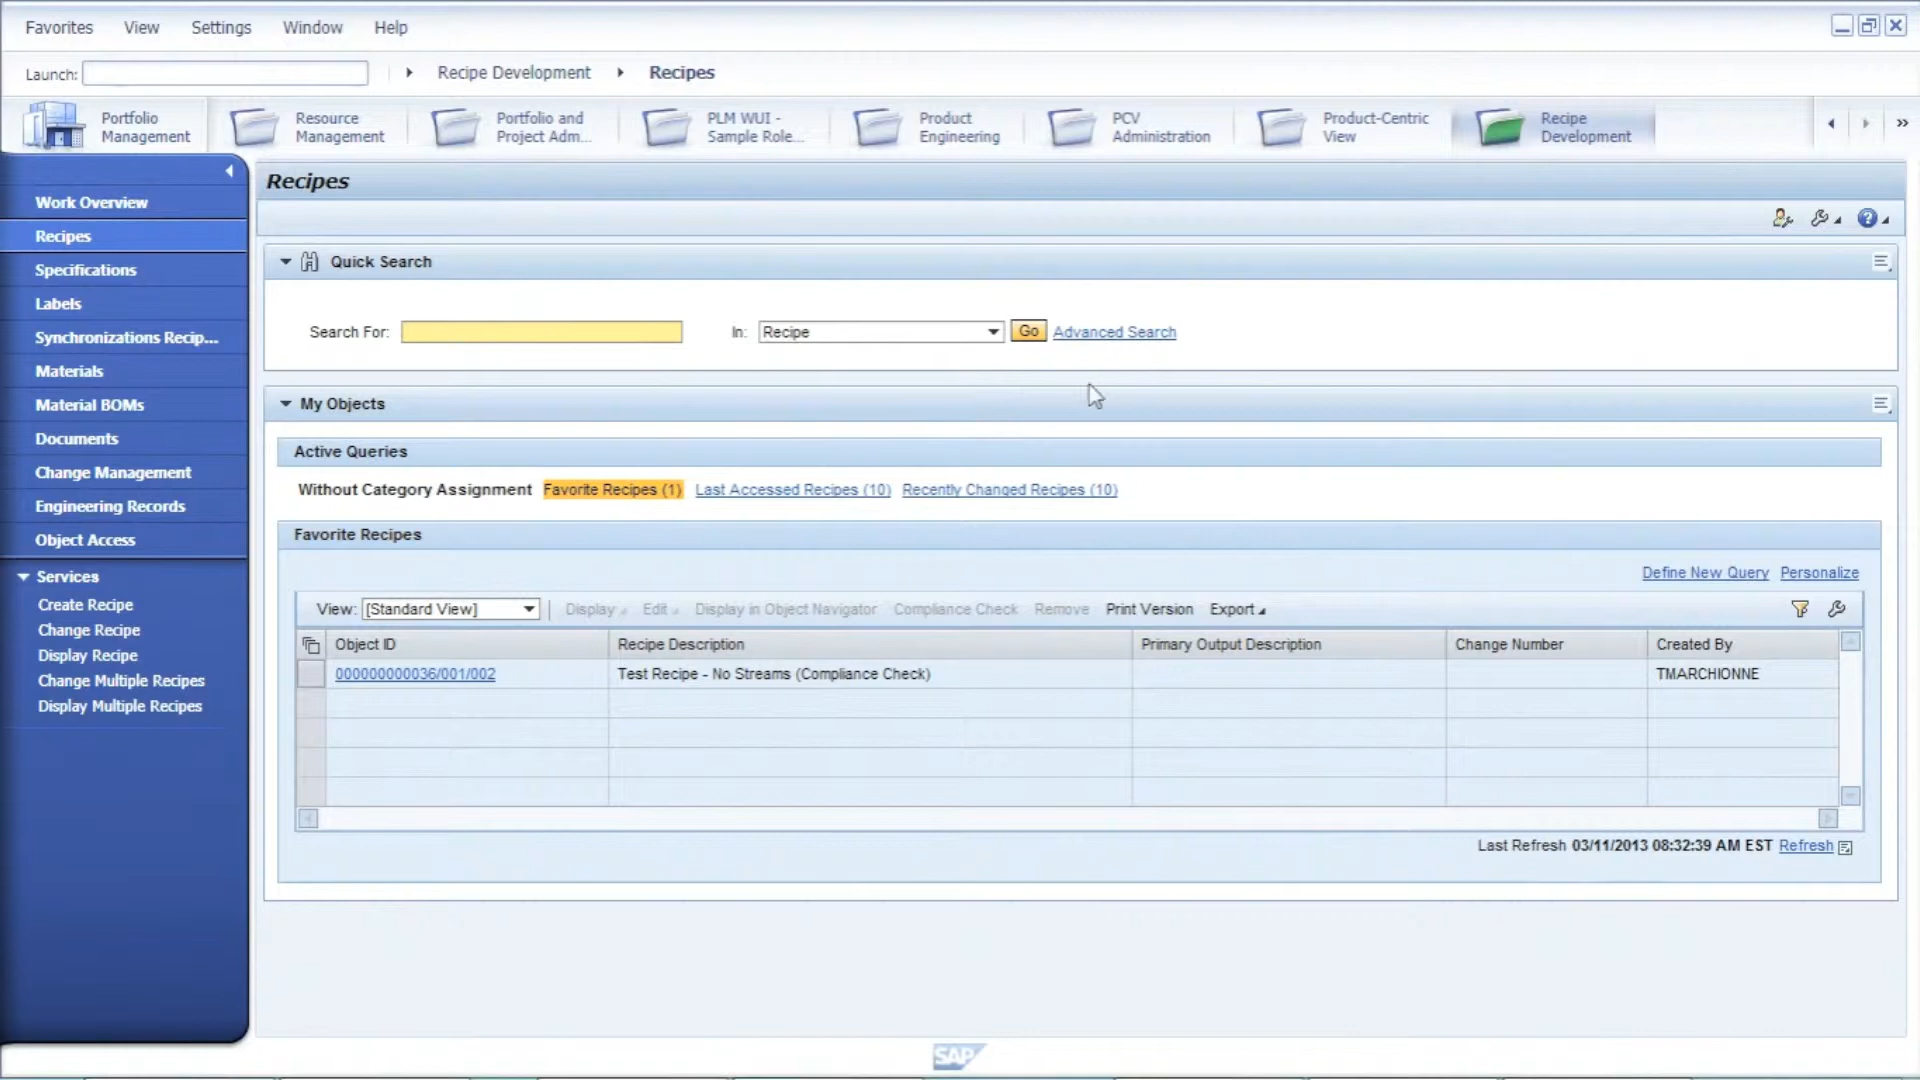 Favorites View Settings Window Help
Launch: Recipe Development Recipes
Portfolio Management
Resource Management
Portfolio and Project Adm...
PLM WUI - Sample Role...
Product Engineering
PCV Administration
Product-Centric View
Recipe Development
Work Overview
Recipes
Specifications
Labels
Synchronizations Recip...
Materials
Material BOMs
Documents
Change Management
Engineering Records
Object Access
Services
Create Recipe
Change Recipe
Display Recipe
Change Multiple Recipes
Display Multiple Recipes
Recipes
Quick Search
Search For: In: Recipe Go Advanced Search
My Objects
Active Queries
Without Category Assignment Favorite Recipes (1) Last Accessed Recipes (10) Recently Changed Recipes (10)
Favorite Recipes
Define New Query Personalize
View: [Standard View] Display Edit Display in Object Navigator Compliance Check Remove Print Version Export
Object ID Recipe Description Primary Output Description Change Number Created By
000000000036/001/002 Test Recipe - No Streams (Compliance Check) TMARCHIONNE
Last Refresh 03/11/2013 08:32:39 AM EST Refresh
SAP